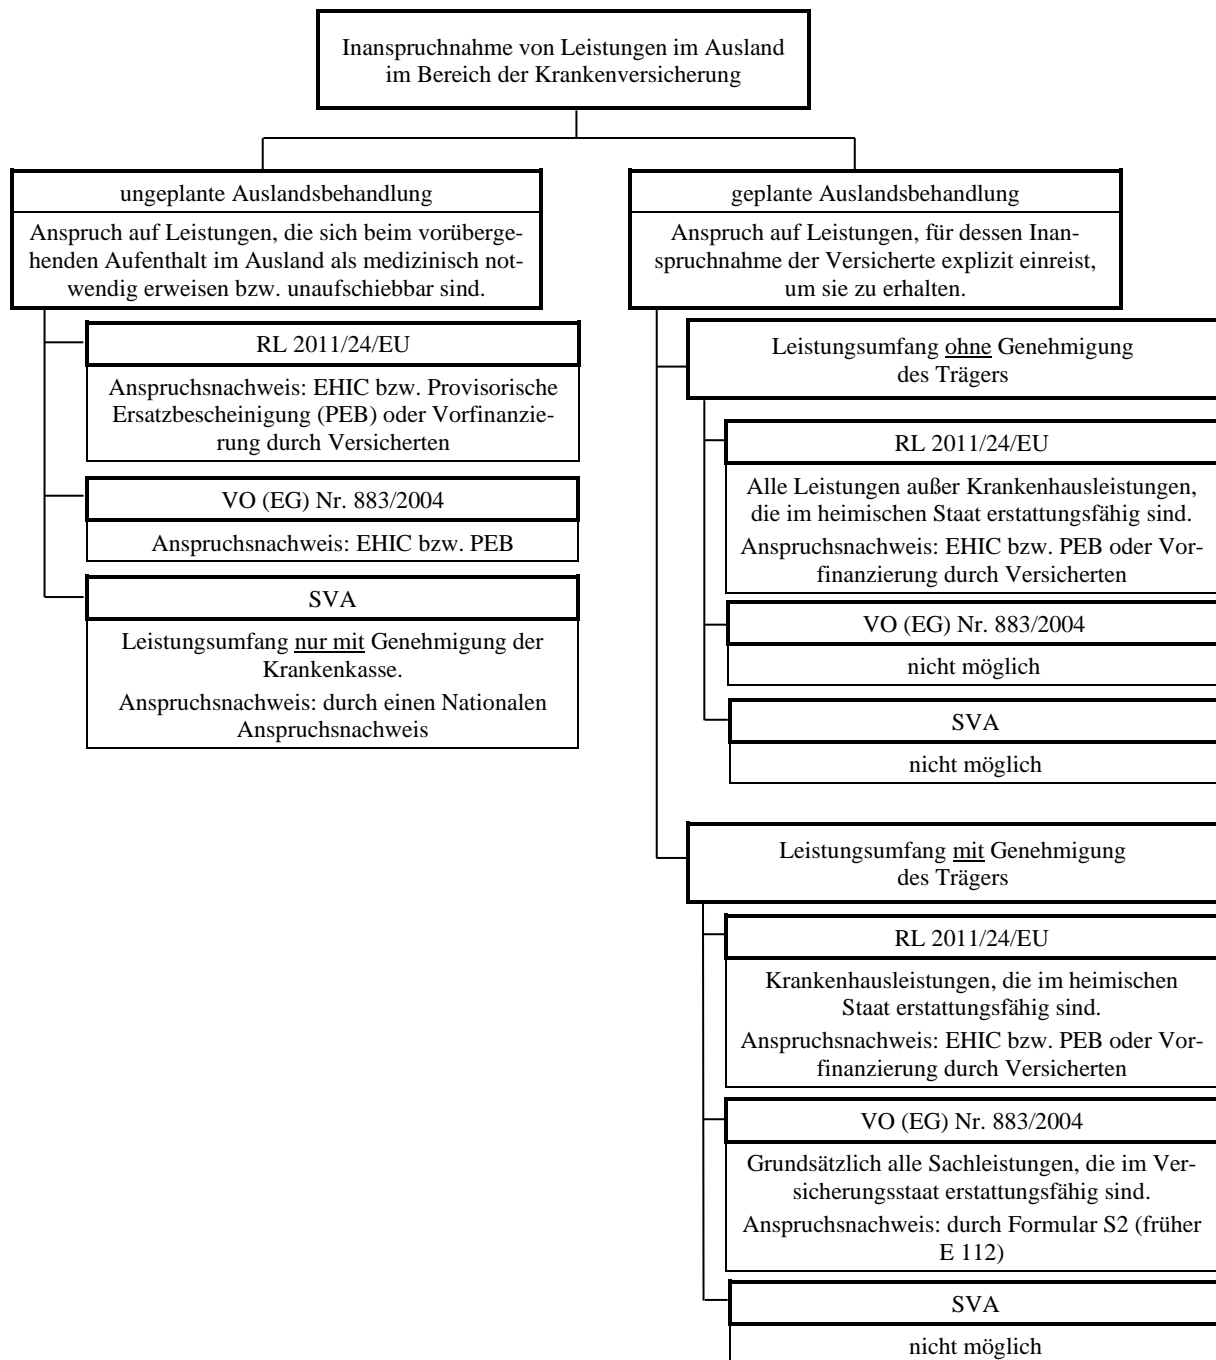 Inanspruchnahme von Leistungen im Ausland
im Bereich der Krankenversicherung
ungeplante Auslandsbehandlung
Anspruch auf Leistungen, die sich beim vorüberge-
henden Aufenthalt im Ausland als medizinisch not-
wendig erweisen bzw. unaufschiebbar sind.
RL 2011/24/EU
Anspruchsnachweis: EHIC bzw. Provisorische
Ersatzbescheinigung (PEB) oder Vorfinanzie-
rung durch Versicherten
VO (EG) Nr. 883/2004
Anspruchsnachweis: EHIC bzw. PEB
SVA
Leistungsumfang nur mit Genehmigung der
Krankenkasse.
Anspruchsnachweis: durch einen Nationalen
Anspruchsnachweis
geplante Auslandsbehandlung
Anspruch auf Leistungen, für dessen Inan-
spruchnahme der Versicherte explizit einreist,
um sie zu erhalten.
Leistungsumfang ohne Genehmigung
des Trägers
RL 2011/24/EU
Alle Leistungen außer Krankenhausleistungen,
die im heimischen Staat erstattungsfähig sind.
Anspruchsnachweis: EHIC bzw. PEB oder Vor-
finanzierung durch Versicherten
VO (EG) Nr. 883/2004
nicht möglich
SVA
nicht möglich
Leistungsumfang mit Genehmigung
des Trägers
RL 2011/24/EU
Krankenhausleistungen, die im heimischen
Staat erstattungsfähig sind.
Anspruchsnachweis: EHIC bzw. PEB oder Vor-
finanzierung durch Versicherten
VO (EG) Nr. 883/2004
Grundsätzlich alle Sachleistungen, die im Ver-
sicherungsstaat erstattungsfähig sind.
Anspruchsnachweis: durch Formular S2 (früher
E 112)
SVA
nicht möglich